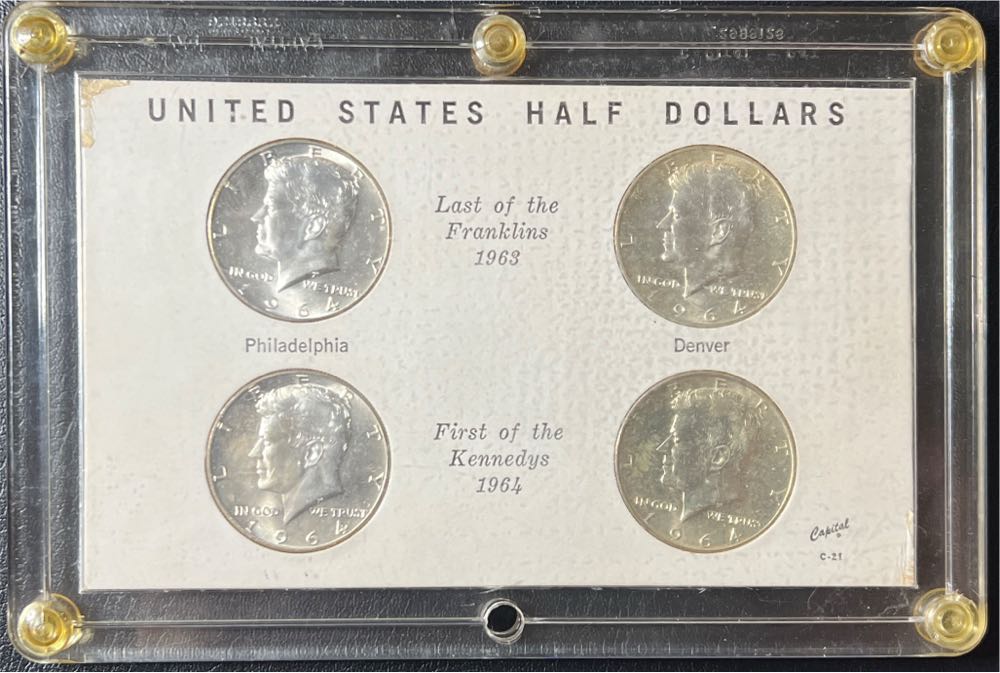 UNITED STATES HALF DOLLARS
LIBERTY
IN GOD WE TRUST
1964
Last of the
Franklins
1963
LIBERTY
IN GOD WE TRUST
1964
Philadelphia
Denver
LIBERTY
IN GOD WE TRUST
1964
First of the
Kennedys
1964
LIBERTY
IN GOD WE TRUST
1964
Capital
C-21